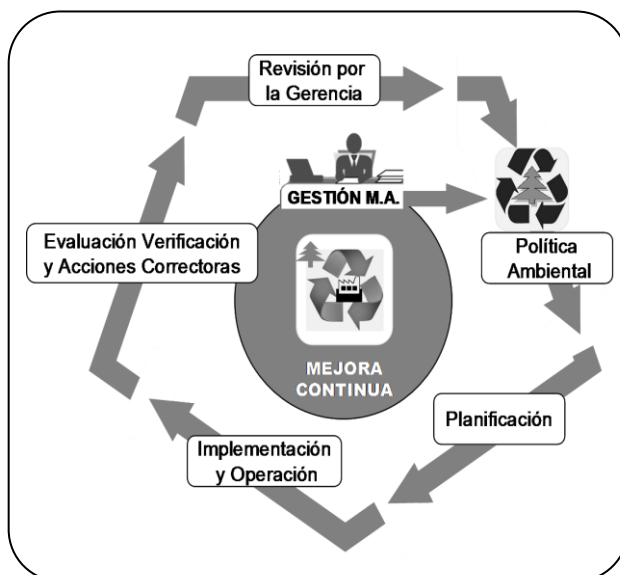 Revisión por
la Gerencia
GESTIÓN M.A.
Política
Ambiental
Evaluación Verificación
y Acciones Correctoras
MEJORA
CONTINUA
Planificación
Implementación
y Operación